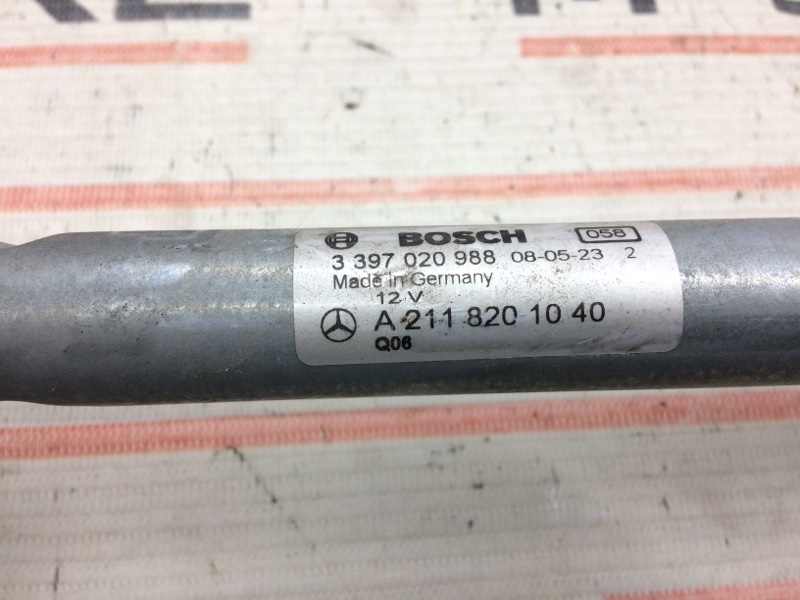 BOSCH 058
3 397 020 988 08-05-23 2
Made in Germany
12 V
A 211 820 10 40
Q06